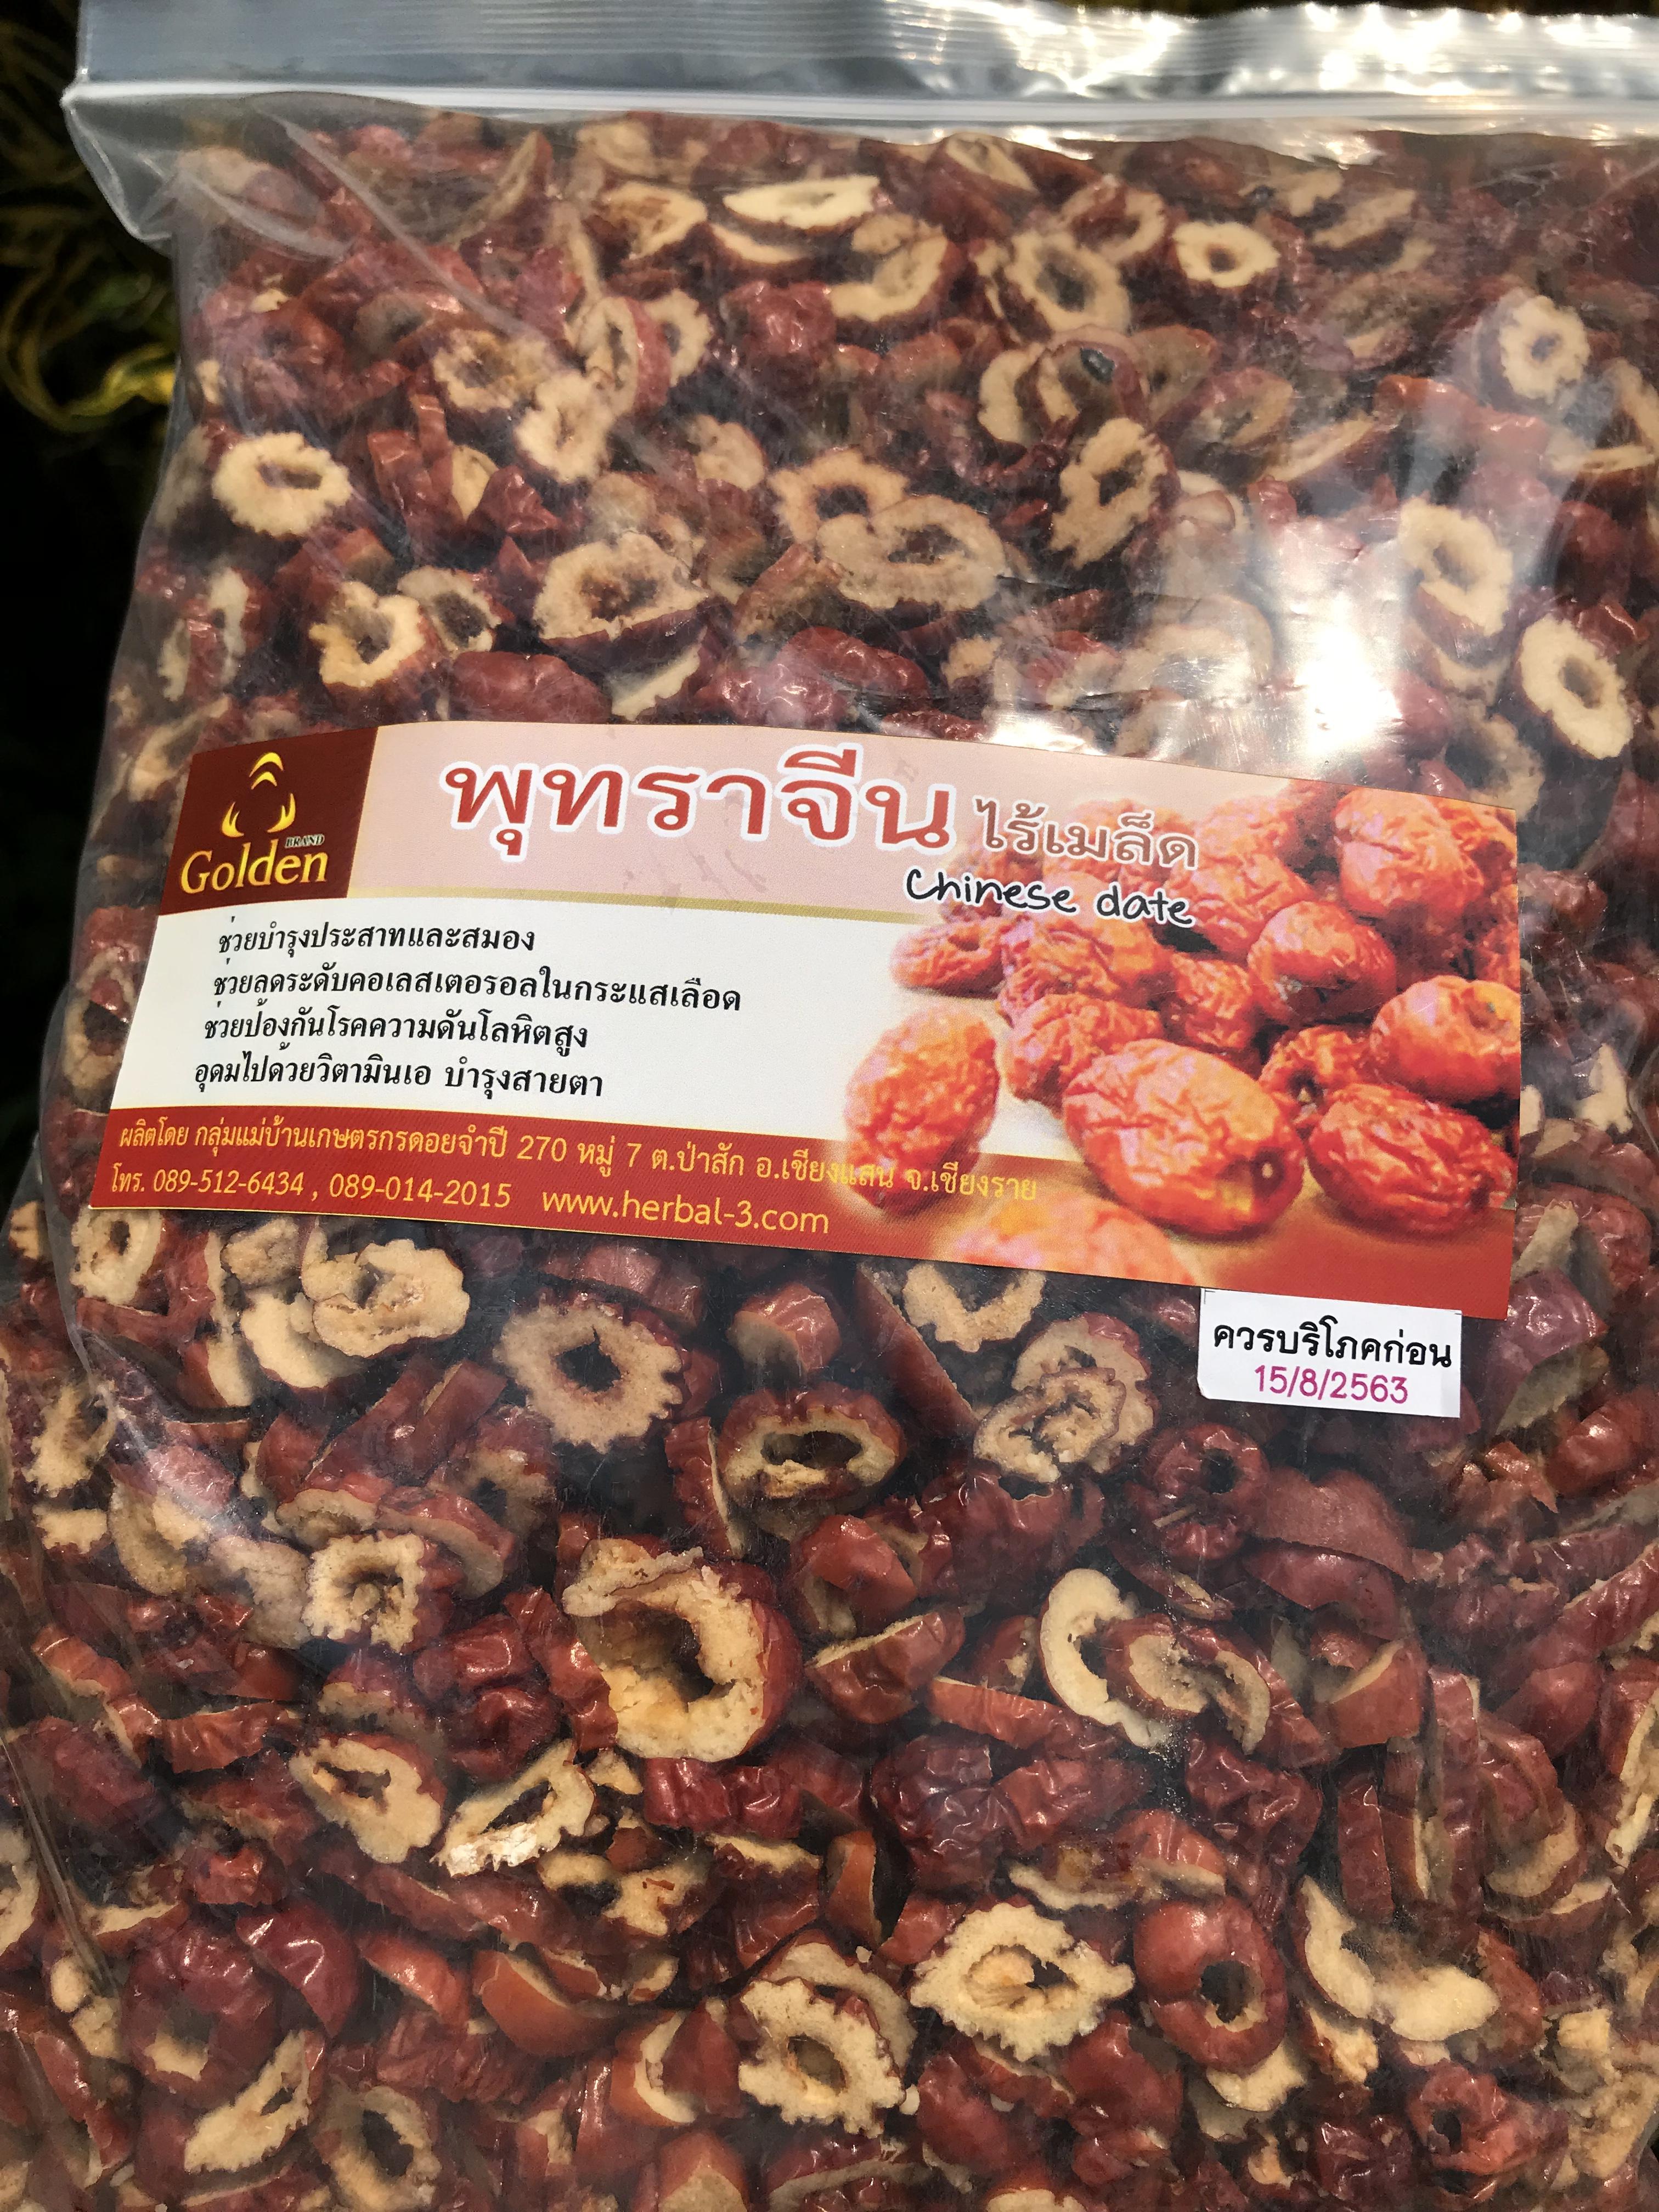 BRAND
Golden
พุทราจีน ไร้เมล็ด
Chinese date
ช่วยบำรุงประสาทและสมอง
ช่วยลดระดับคอเลสเตอรอลในกระแสเลือด
ช่วยป้องกันโรคความดันโลหิตสูง
อุดมไปด้วยวิตามินเอ บำรุงสายตา
ผลิตโดย กลุ่มแม่บ้านเกษตรกรดอยจำปี 270 หมู่ 7 ต.ป่าสัก อ.เชียงแสน จ.เชียงราย
โทร. 089-512-6434 , 089-014-2015 www.herbal-3.com
ควรบริโภคก่อน
15/8/2563